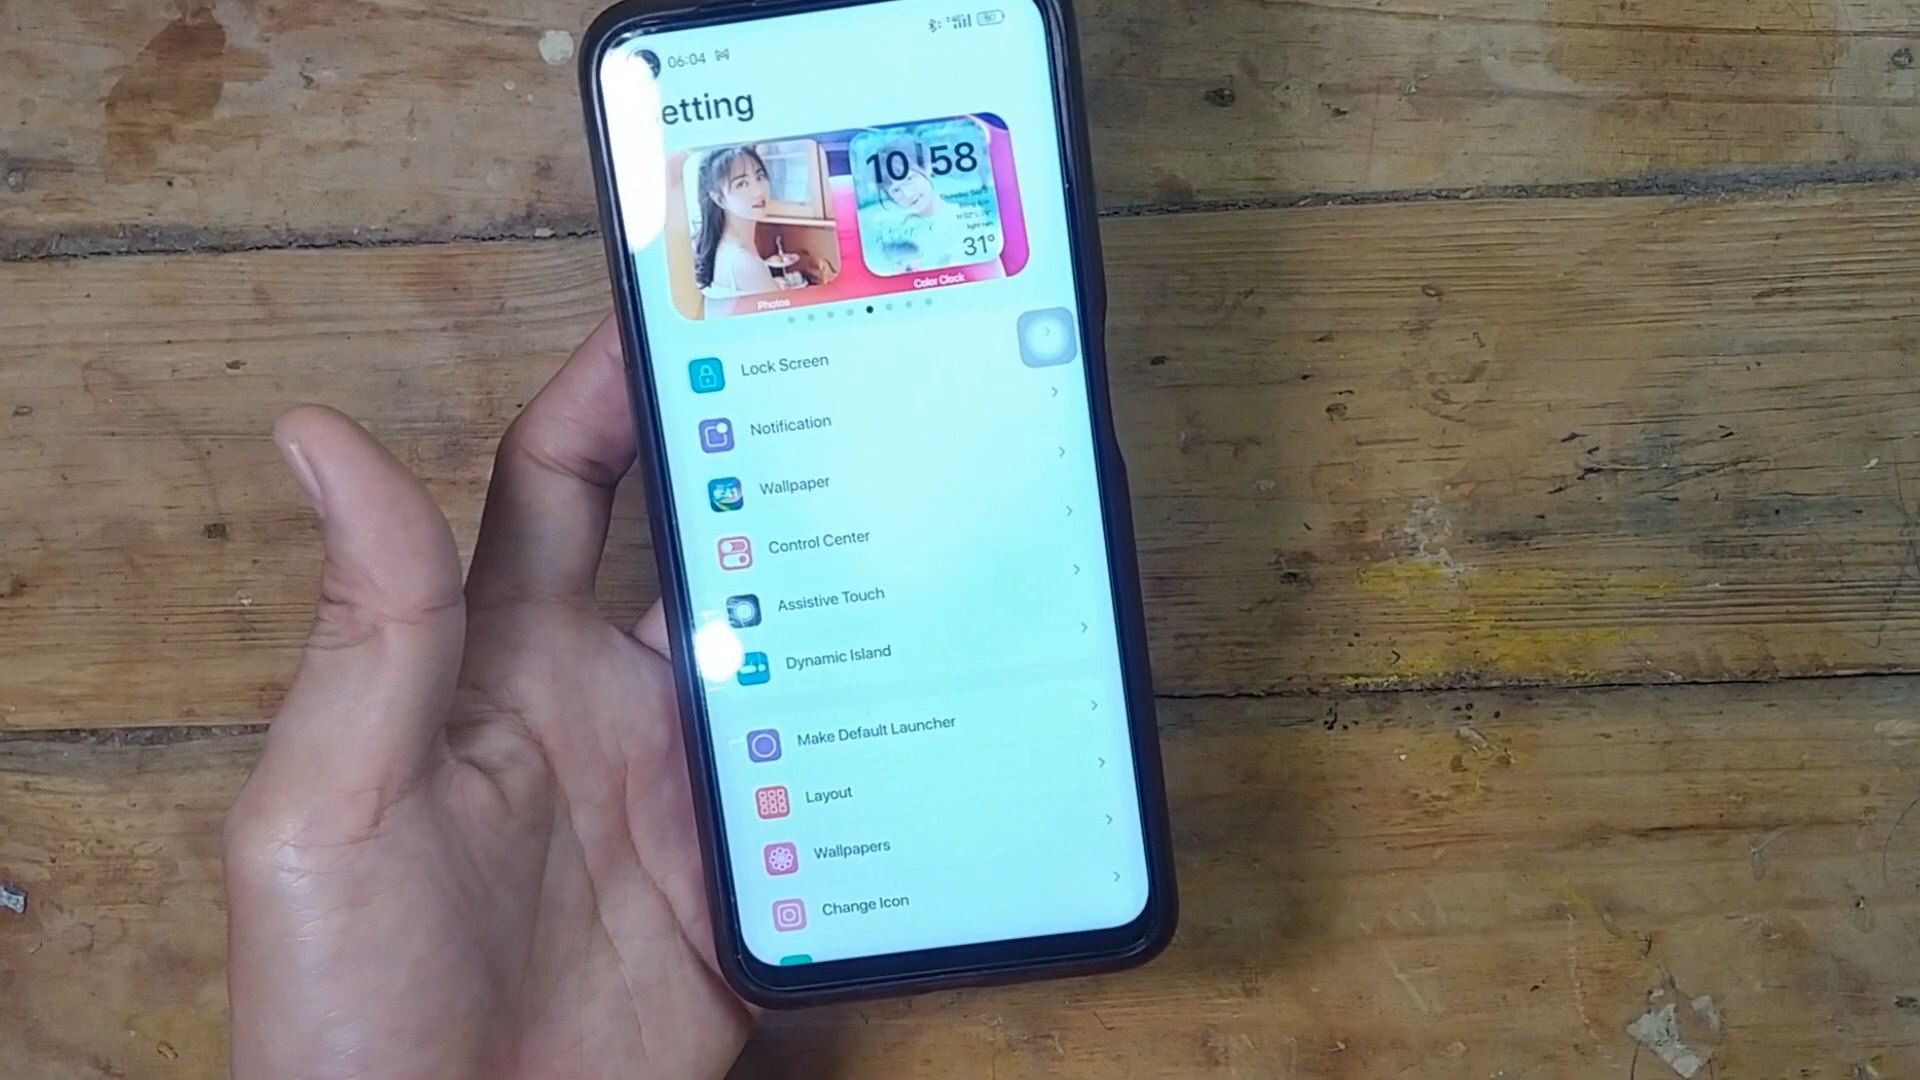 06:04
80
etting
10 58
31°
Photos
Color Clock
Lock Screen
Notification
Wallpaper
Control Center
Assistive Touch
Dynamic Island
Make Default Launcher
Layout
Wallpapers
Change Icon